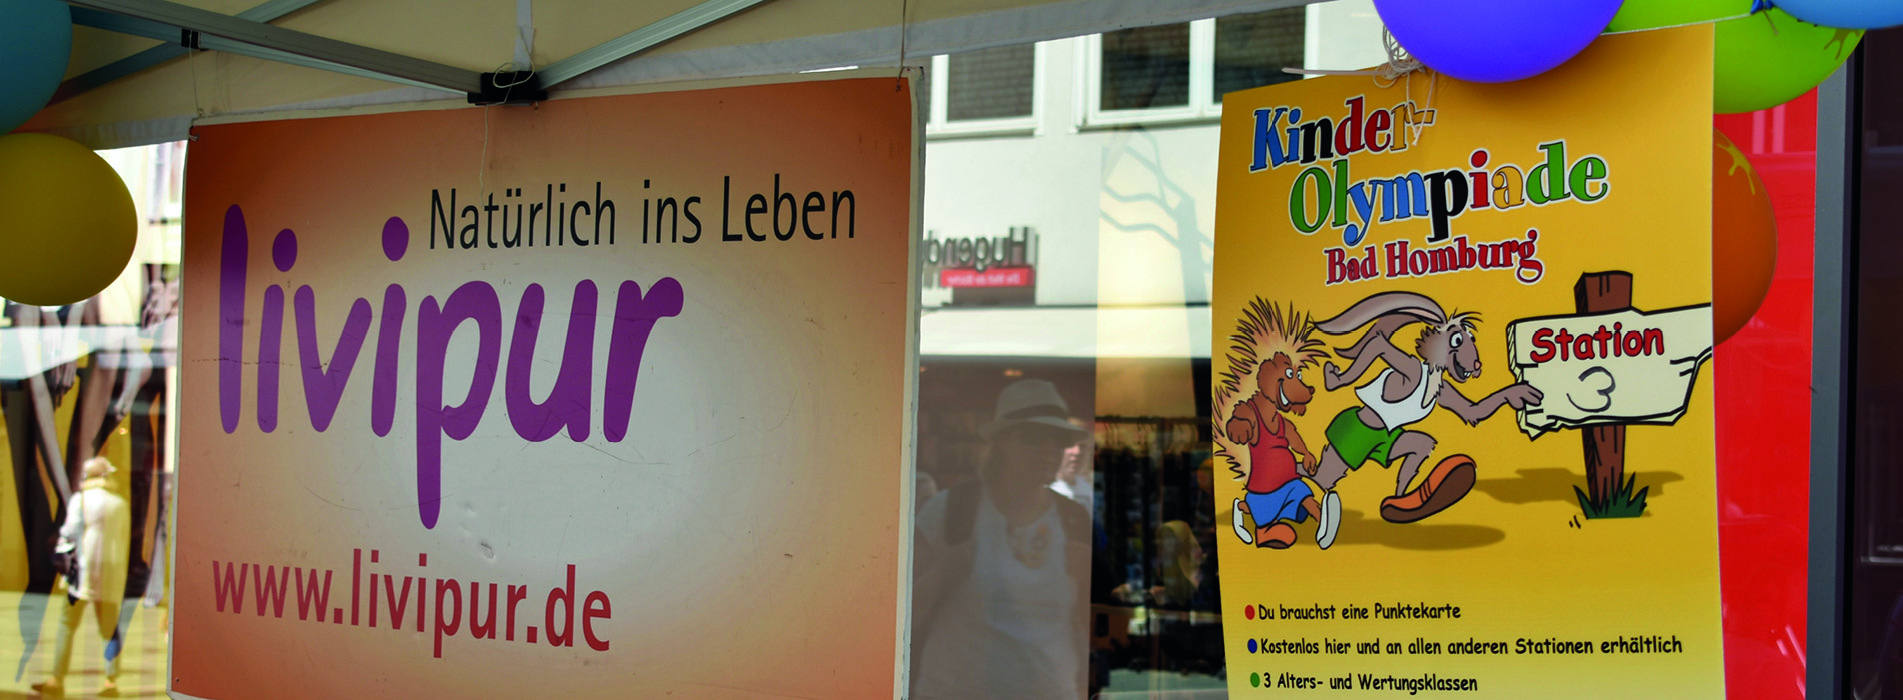 Natürlich ins Leben
livipur
www.livipur.de
Kinder-
Olympiade
Bad Homburg
Station
3
Du brauchst eine Punktekarte
Kostenlos hier und an allen anderen Stationen erhältlich
3 Alters- und Wertungsklassen